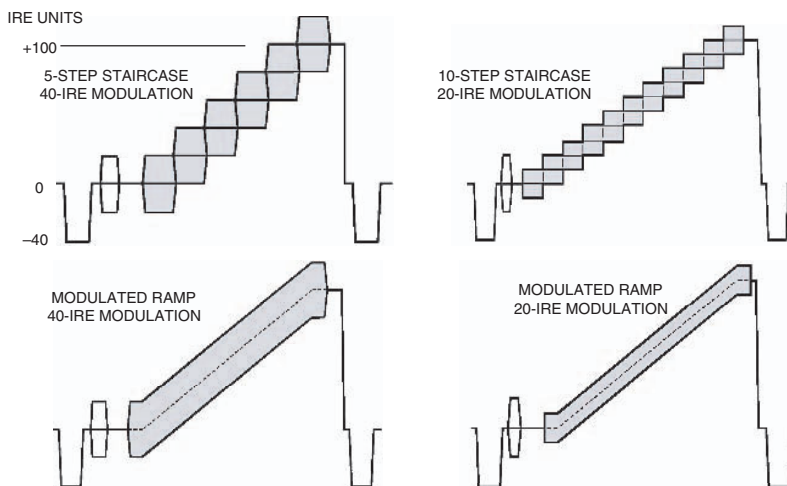 IRE UNITS
+100
5-STEP STAIRCASE
40-IRE MODULATION
10-STEP STAIRCASE
20-IRE MODULATION
0
–40
MODULATED RAMP
40-IRE MODULATION
MODULATED RAMP
20-IRE MODULATION